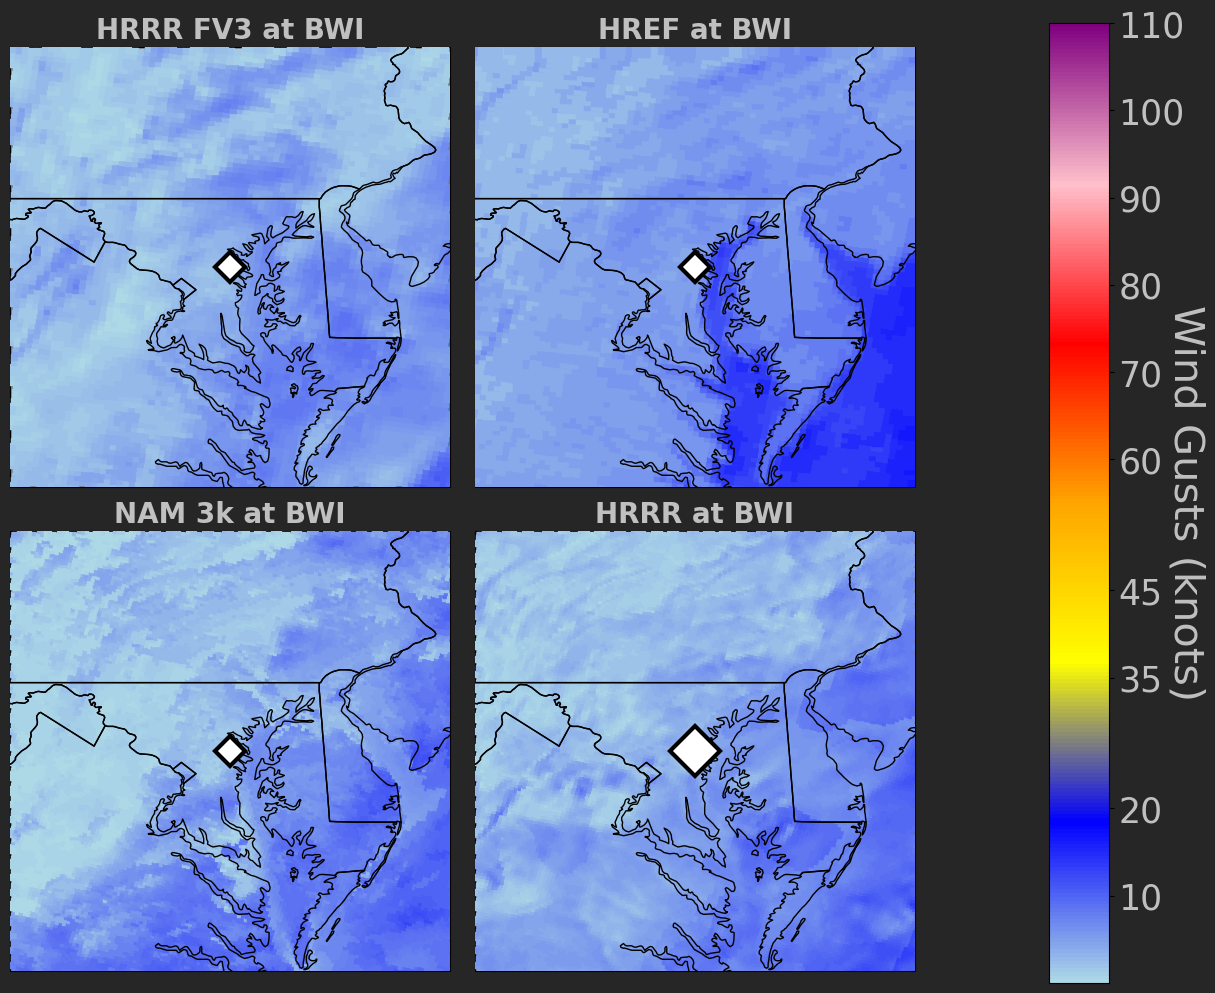 HRRR FV3 at BWI
HREF at BWI
NAM 3k at BWI
HRRR at BWI
110
100
90
80
70
60
45
35
20
10
Wind Gusts (knots)